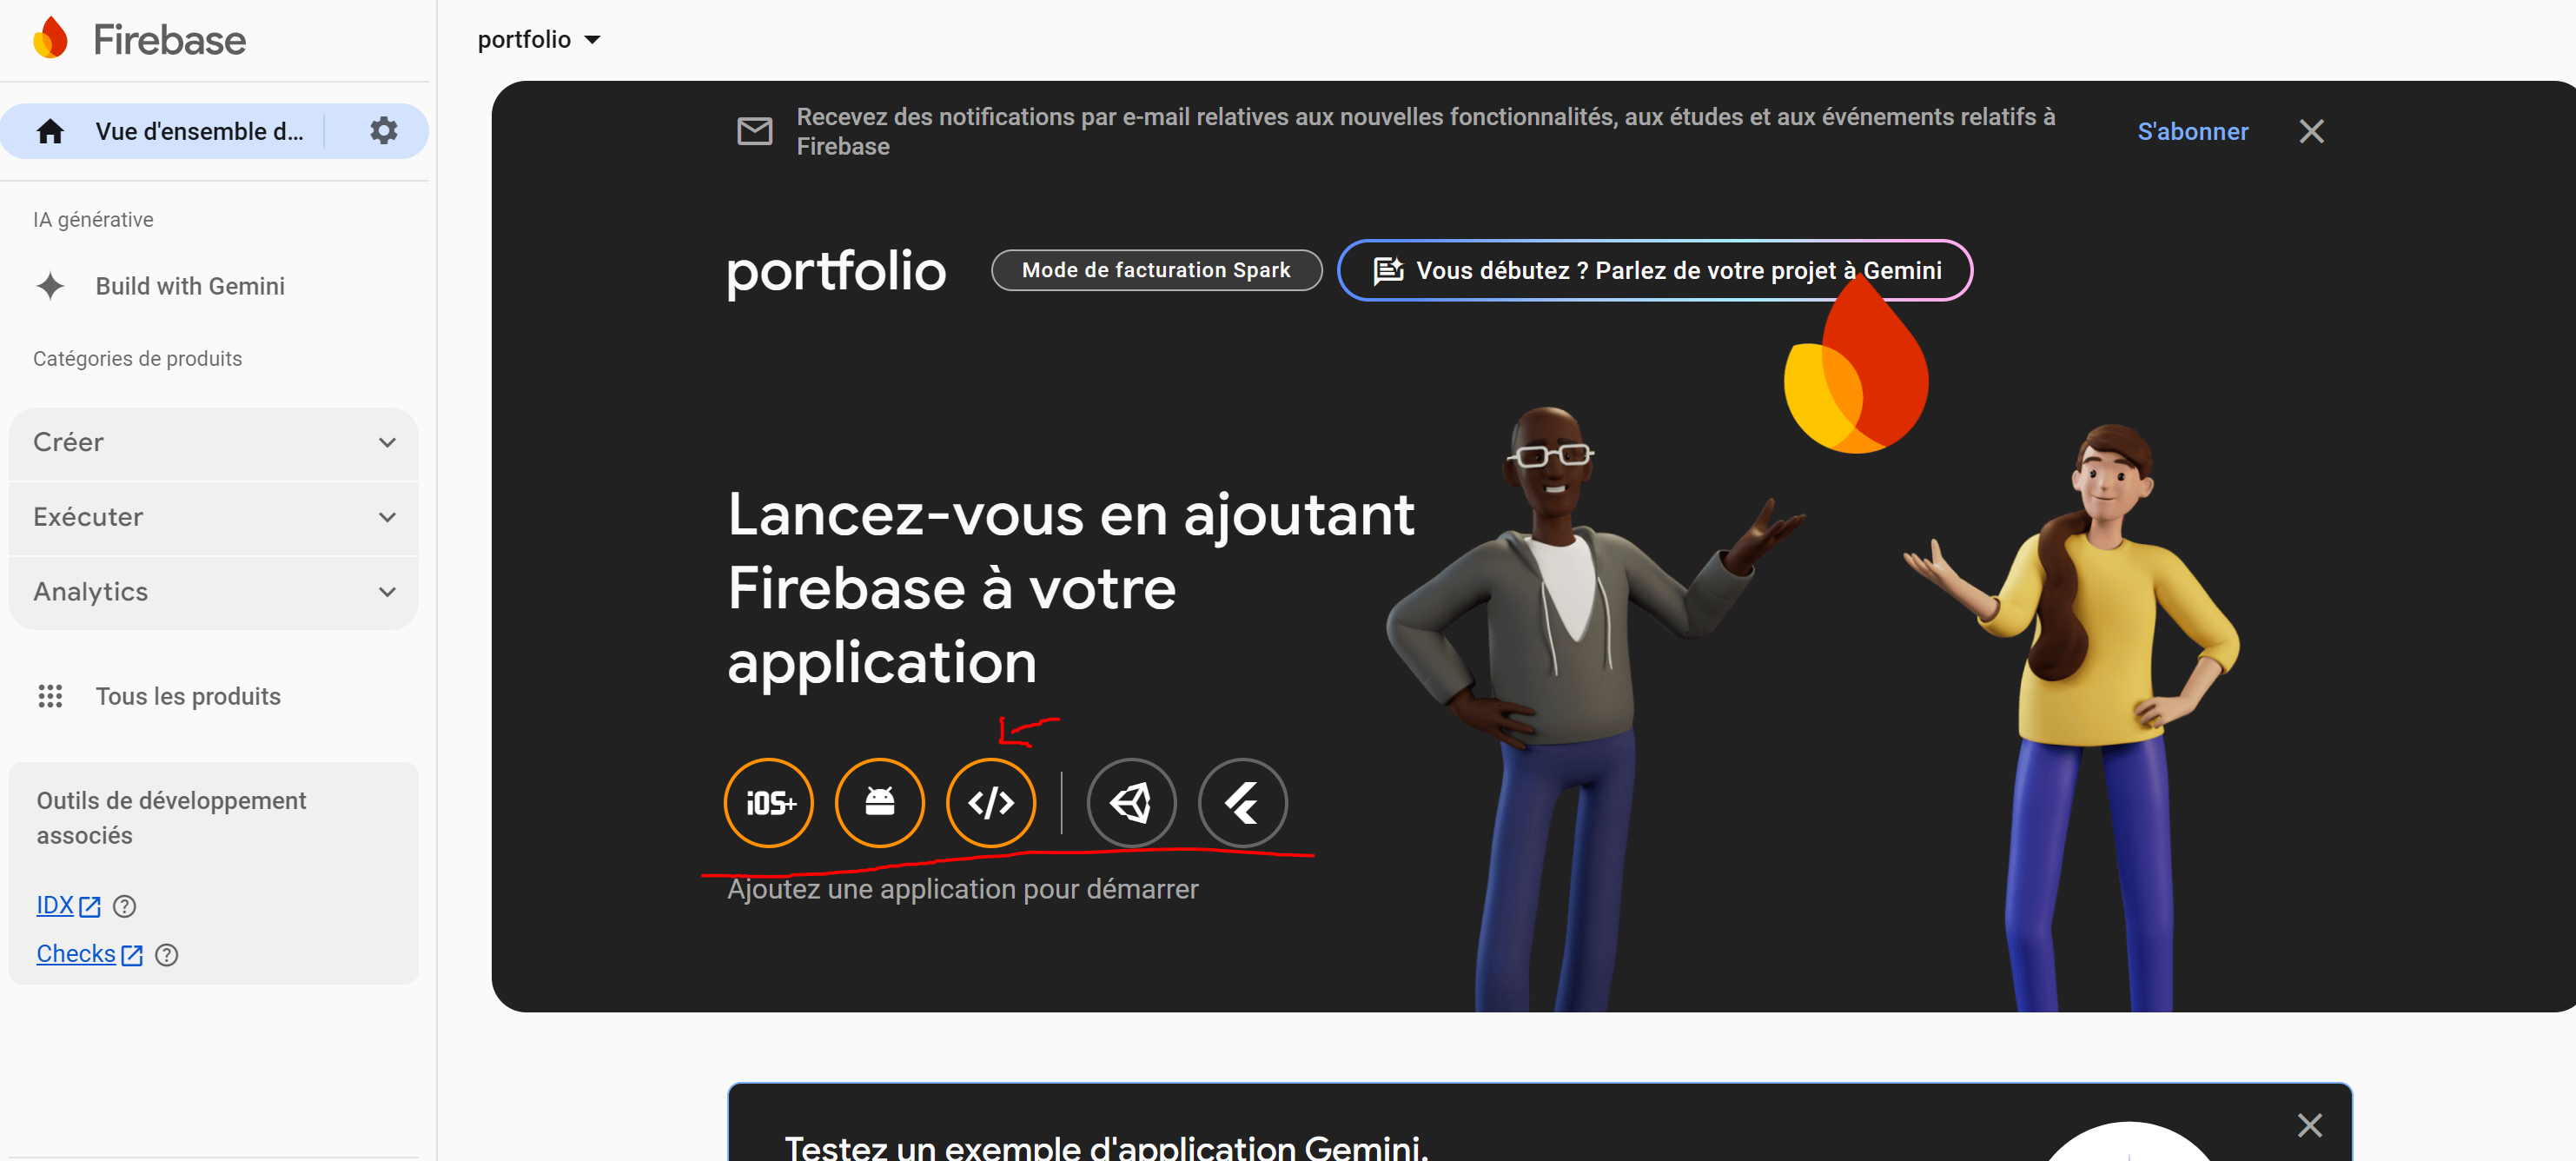 Firebase
portfolio
Vue d'ensemble d...
IA générative
Build with Gemini
Catégories de produits
Créer
Exécuter
Analytics
Tous les produits
Outils de développement
associés
IDX
Checks
Recevez des notifications par e-mail relatives aux nouvelles fonctionnalités, aux études et aux événements relatifs à
Firebase
S'abonner
portfolio
Mode de facturation Spark
Vous débutez ? Parlez de votre projet à Gemini
Lancez-vous en ajoutant
Firebase à votre
application
iOS+
Ajoutez une application pour démarrer
Testez un exemple d'application Gemini.